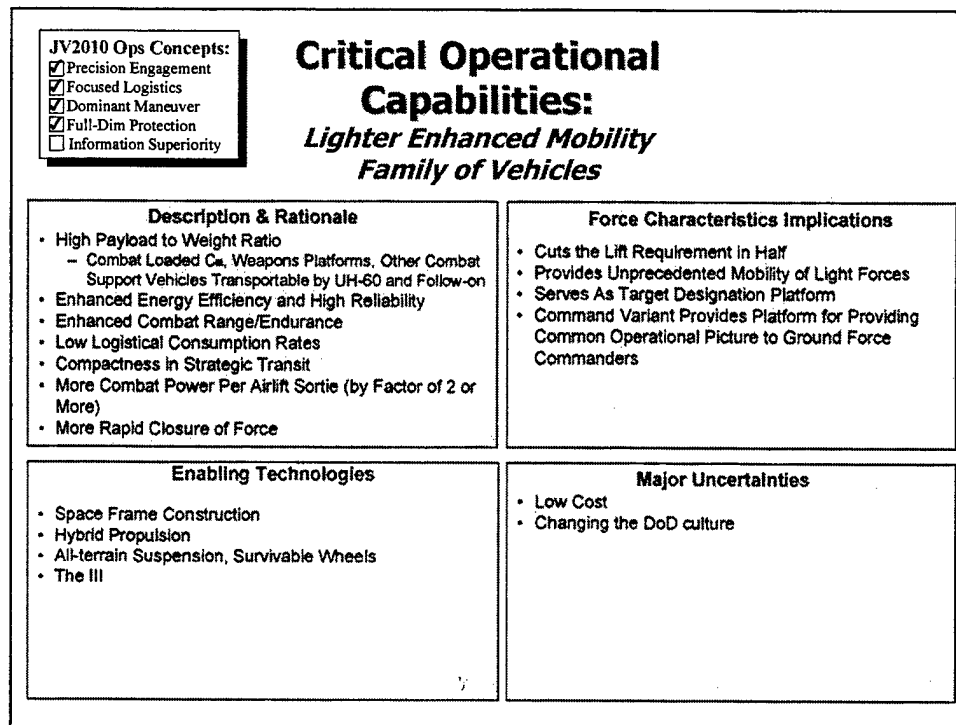 JV2010 Ops Concepts:
☑ Precision Engagement
☑ Focused Logistics
☑ Dominant Maneuver
☑ Full-Dim Protection
☐ Information Superiority
Critical Operational
Capabilities:
Lighter Enhanced Mobility
Family of Vehicles
Description & Rationale
• High Payload to Weight Ratio
– Combat Loaded , Weapons Platforms, Other Combat
Support Vehicles Transportable by UH-60 and Follow-on
• Enhanced Energy Efficiency and High Reliability
• Enhanced Combat Range/Endurance
• Low Logistical Consumption Rates
• Compactness in Strategic Transit
• More Combat Power Per Airlift Sortie (by Factor of 2 or
More)
• More Rapid Closure of Force
Force Characteristics Implications
• Cuts the Lift Requirement in Half
• Provides Unprecedented Mobility of Light Forces
• Serves As Target Designation Platform
• Command Variant Provides Platform for Providing
Common Operational Picture to Ground Force
Commanders
Enabling Technologies
• Space Frame Construction
• Hybrid Propulsion
• All-terrain Suspension, Survivable Wheels
• The III
Major Uncertainties
• Low Cost
• Changing the DoD culture